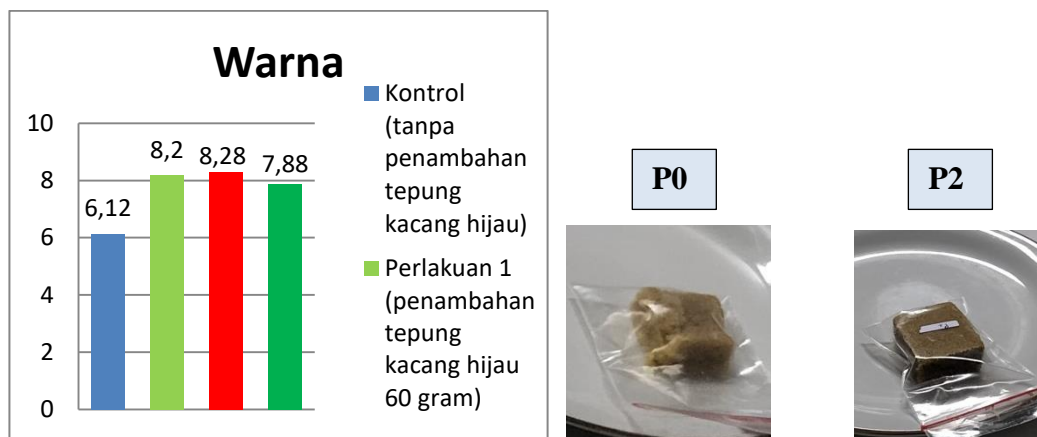 Warna
10
8
6
4
2
0
6,12
8,2
8,28
7,88
Kontrol
(tanpa
penambahan
tepung
kacang hijau)
Perlakuan 1
(penambahan
tepung
kacang hijau
60 gram)
P0
P2